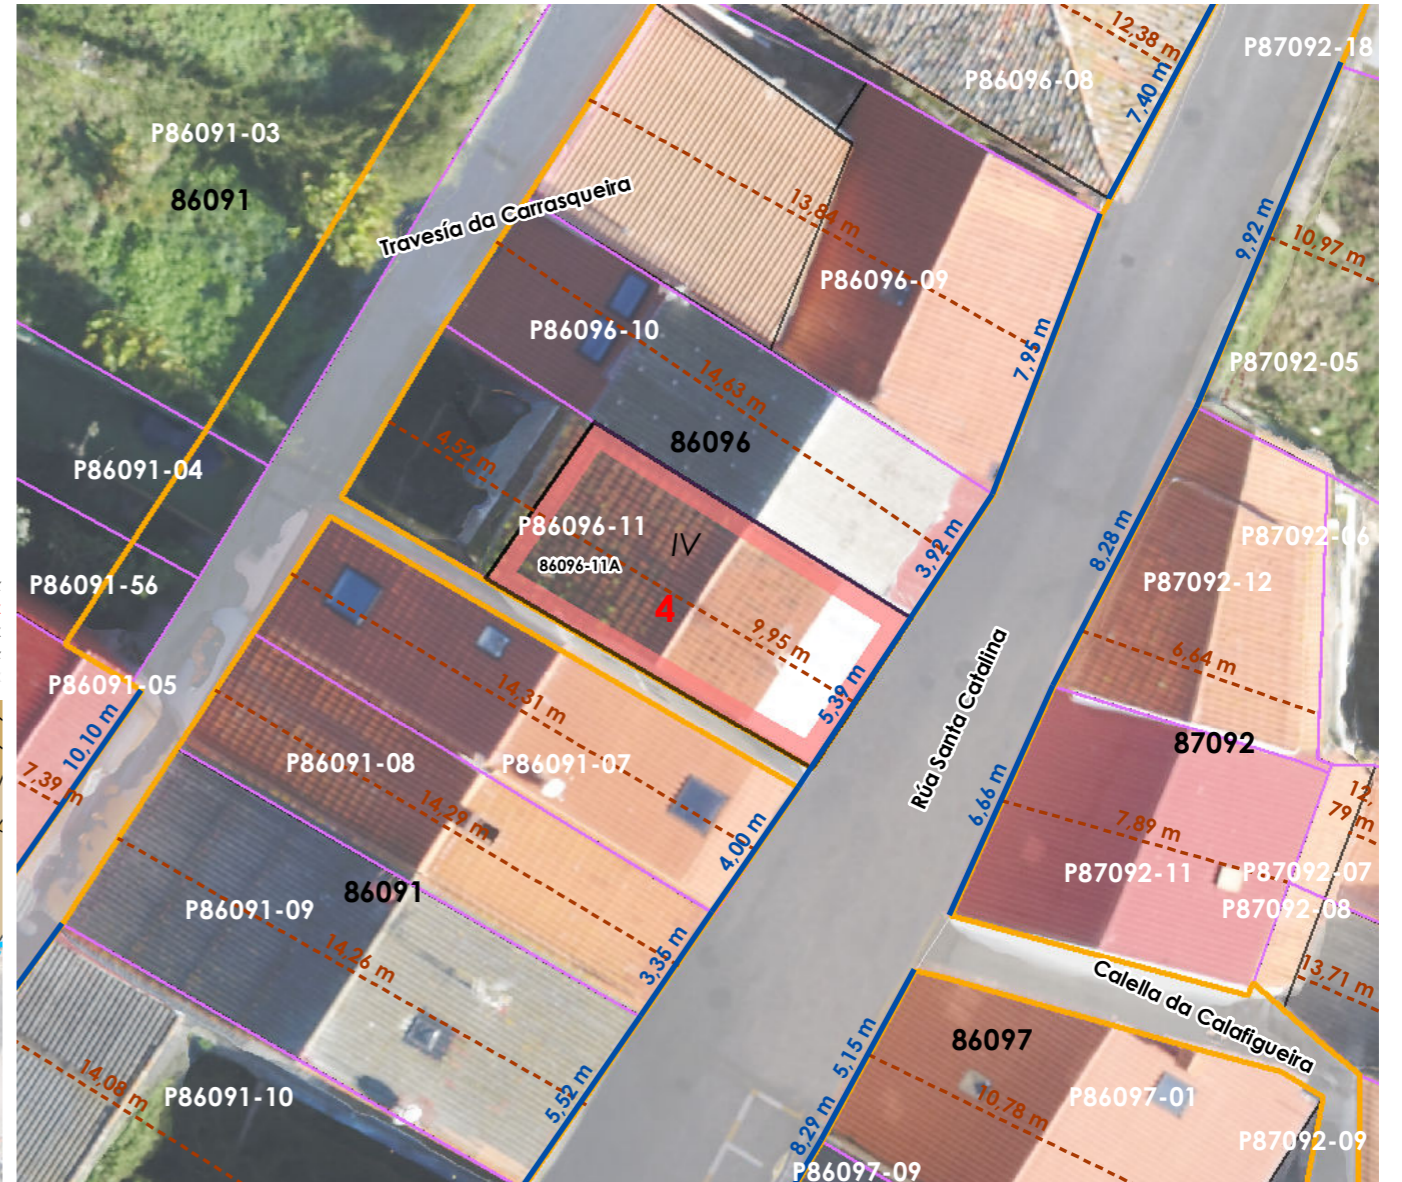 12,38 m
P87092-18
P86096-08
7,40 m
P86091-03
86091
Travesía da Carrasqueira
13,84 m
9,92 m
10,97 m
P86096-09
P86096-10
7,95 m
P87092-05
14,63 m
86096
4,52 m
P86091-04
P86096-11
IV
86096-11A
3,92 m
8,28 m
P87092-06
P87092-12
P86091-56
4
9,95 m
6,64 m
P86091-05
5,39 m
Rúa Santa Catalina
10,10 m
14,31 m
87092
P86091-08
P86091-07
7,39 m
14,29 m
4,00 m
6,66 m
7,89 m
12,
79 m
P87092-11
P87092-07
86091
P86091-09
P87092-08
14,26 m
3,35 m
13,71 m
Calella da Calafigueira
86097
5,15 m
14,08 m
P86091-10
5,52 m
10,78 m
P86097-01
8,29 m
P87092-09
P86097-09